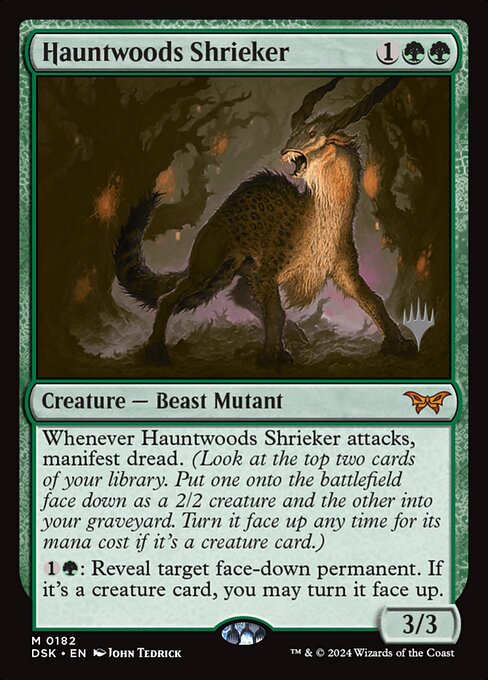 Hauntwoods Shrieker 1
Creature — Beast Mutant
Whenever Hauntwoods Shrieker attacks,
manifest dread. (Look at the top two cards
of your library. Put one onto the battlefield
face down as a 2/2 creature and the other into
your graveyard. Turn it face up any time for its
mana cost if it's a creature card.)
1: Reveal target face-down permanent. If
it's a creature card, you may turn it face up.
3/3
M 0182
DSK • EN JOHN TEDRICK
™ & © 2024 Wizards of the Coast